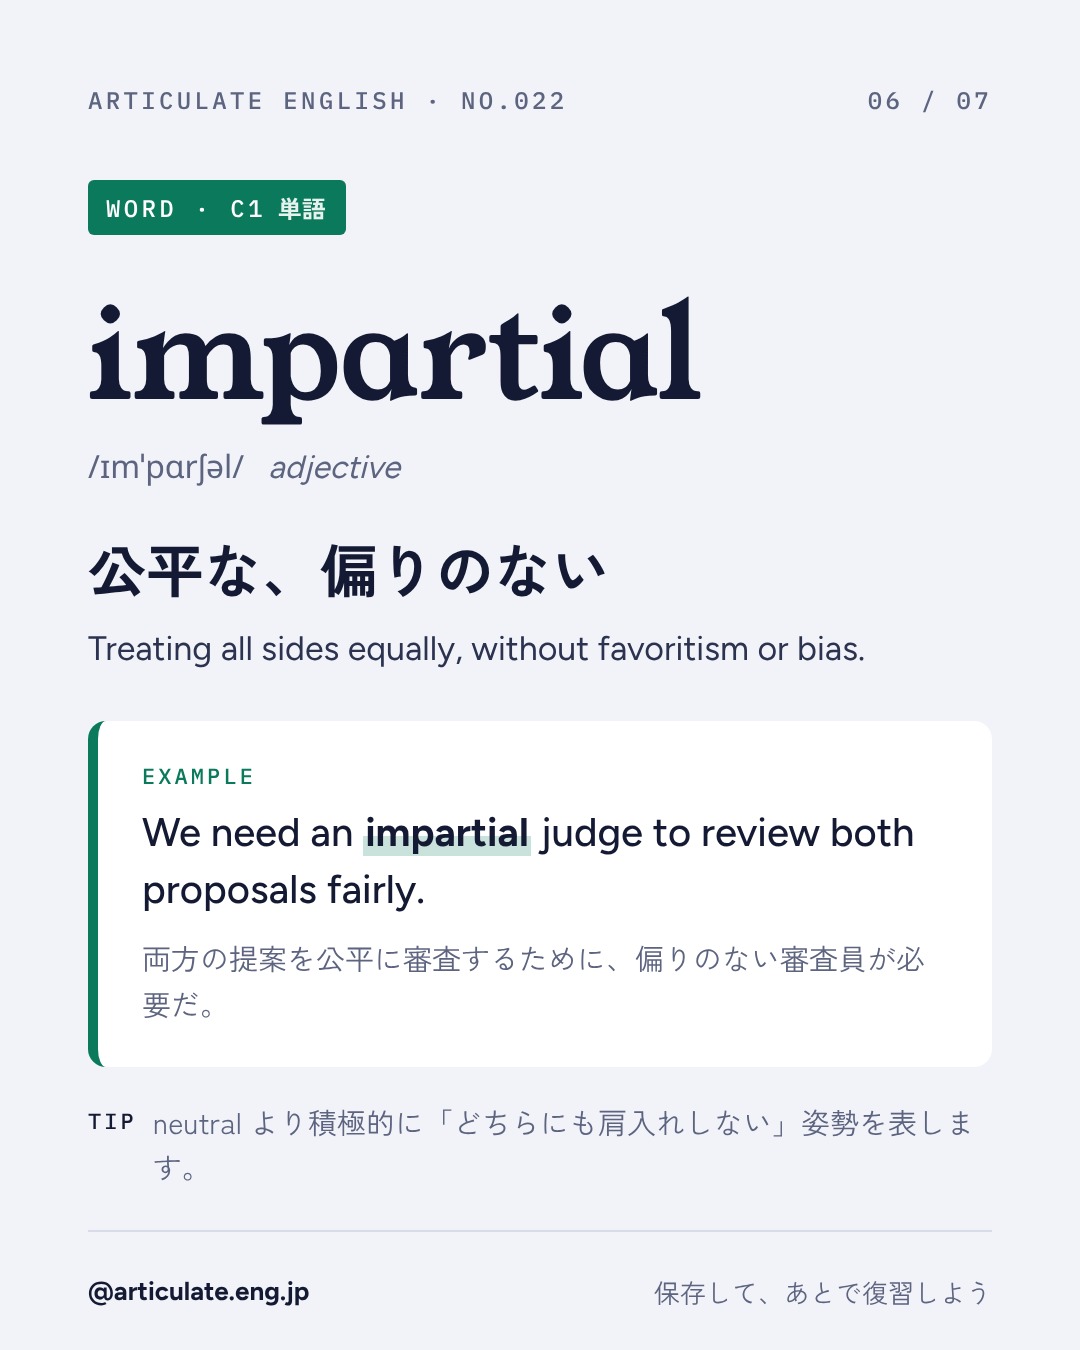 ARTICULATE ENGLISH · NO.022
06 / 07
WORD · C1 単語
impartial
/ɪmˈpɑrʃəl/ adjective
公平な、偏りのない
Treating all sides equally, without favoritism or bias.
EXAMPLE
We need an impartial judge to review both
proposals fairly.
両方の提案を公平に審査するために、偏りのない審査員が必
要だ。
TIP neutral より積極的に「どちらにも肩入れしない」姿勢を表しま
す。
@articulate.eng.jp
保存して、あとで復習しよう